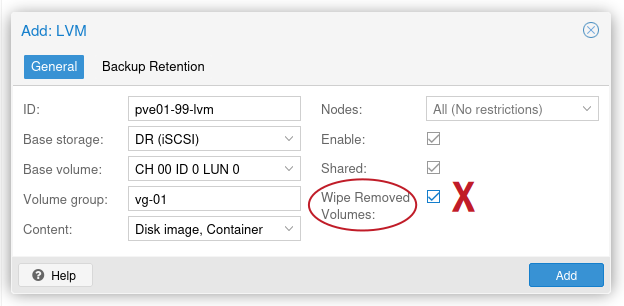 Add: LVM
General
Backup Retention
ID:
pve01-99-lvm
Nodes:
All (No restrictions)
Base storage:
DR (iSCSI)
Enable:
Base volume:
CH 00 ID 0 LUN 0
Shared:
Volume group:
vg-01
Wipe Removed
Volumes:
X
Content:
Disk image, Container
? Help
Add